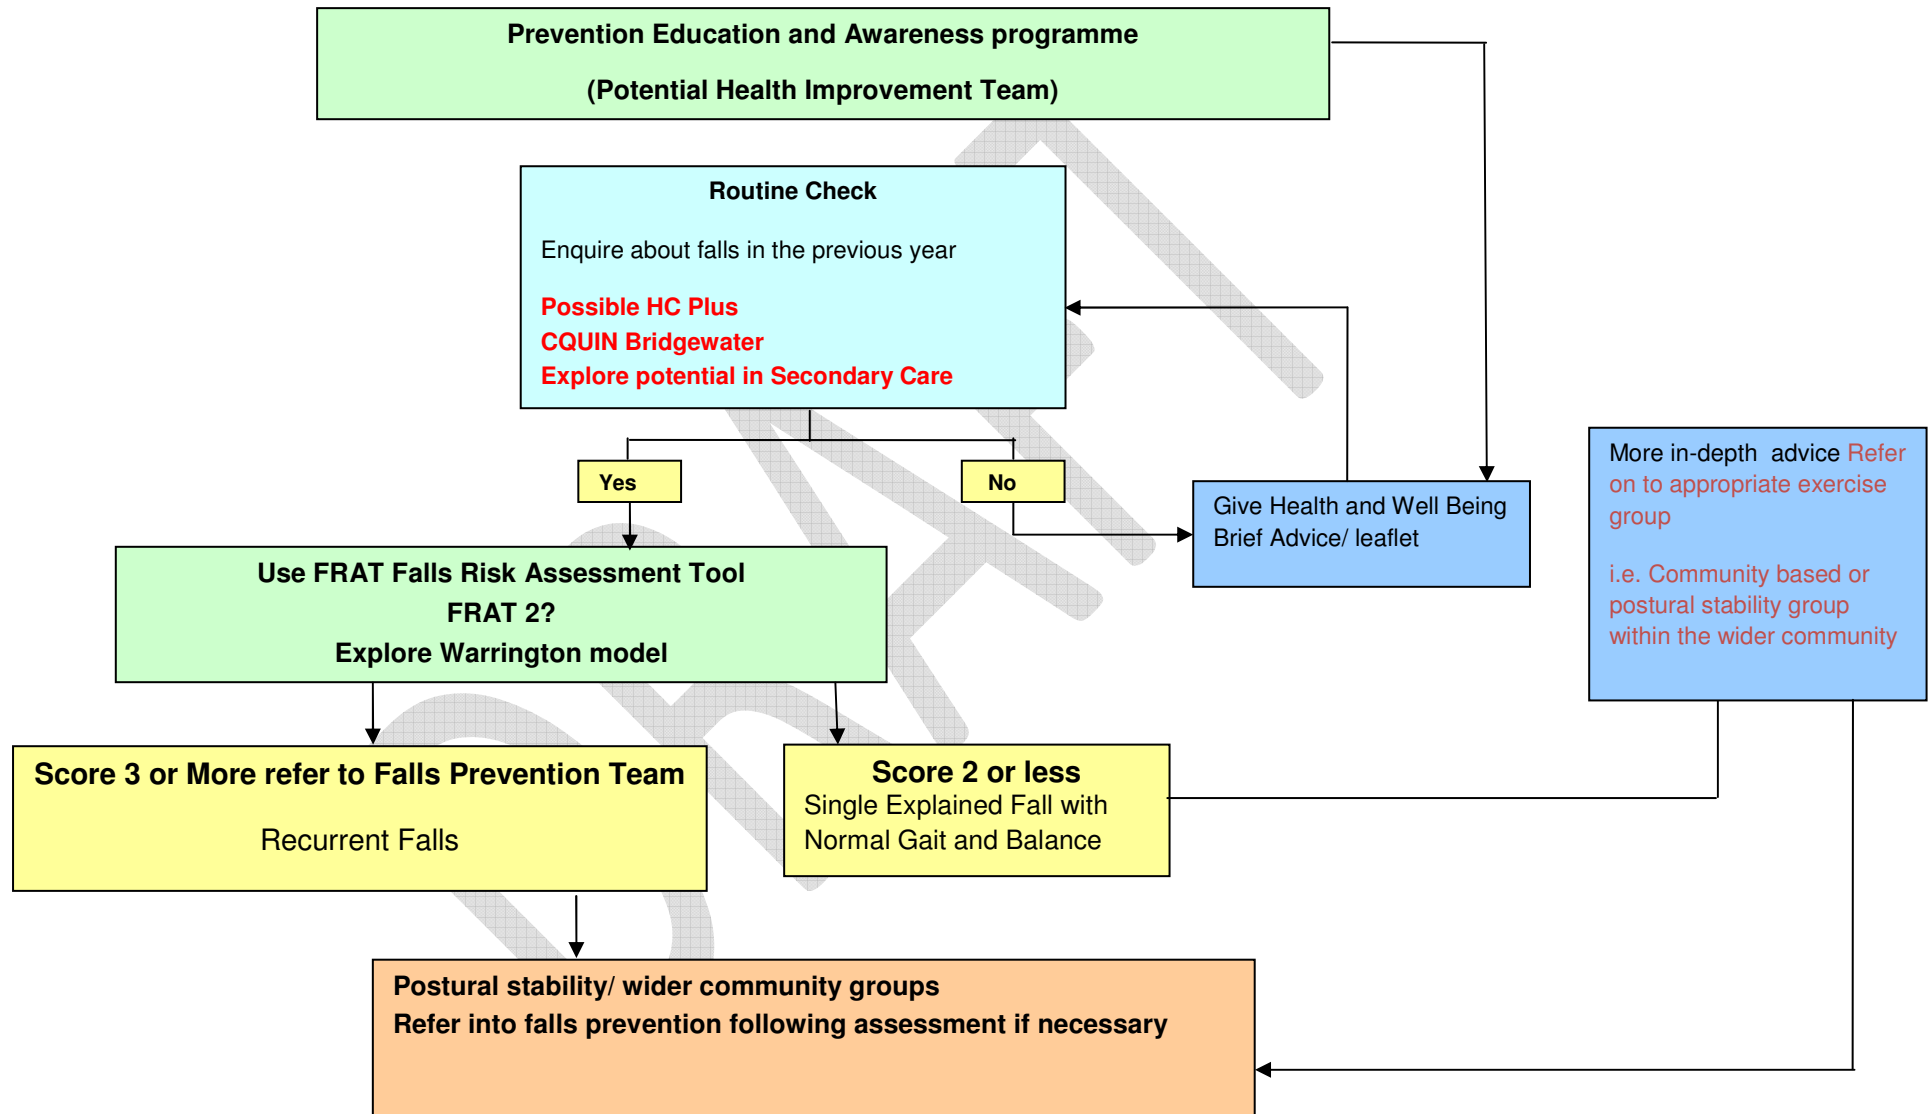 Prevention Education and Awareness programme
(Potential Health Improvement Team)
Routine Check
Enquire about falls in the previous year
Possible HC Plus
CQUIN Bridgewater
Explore potential in Secondary Care
Yes
No
Give Health and Well Being
Brief Advice/ leaflet
More in-depth  advice Refer
on to appropriate exercise
group
i.e. Community based or
postural stability group
within the wider community
Use FRAT Falls Risk Assessment Tool
FRAT 2?
Explore Warrington model
Score 3 or More refer to Falls Prevention Team
Recurrent Falls
Score 2 or less
Single Explained Fall with
Normal Gait and Balance
Postural stability/ wider community groups
Refer into falls prevention following assessment if necessary
DRAFT